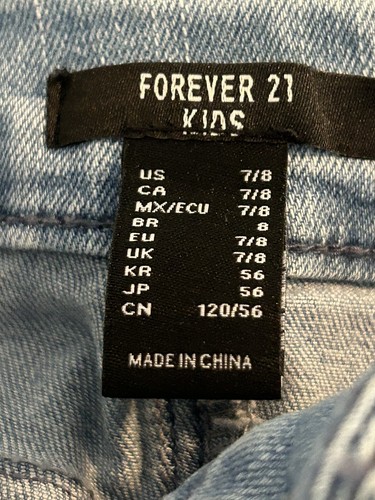 FOREVER 21
KIDS
US 7/8
CA 7/8
MX/ECU 7/8
BR 8
EU 7/8
UK 7/8
KR 56
JP 56
CN 120/56
MADE IN CHINA